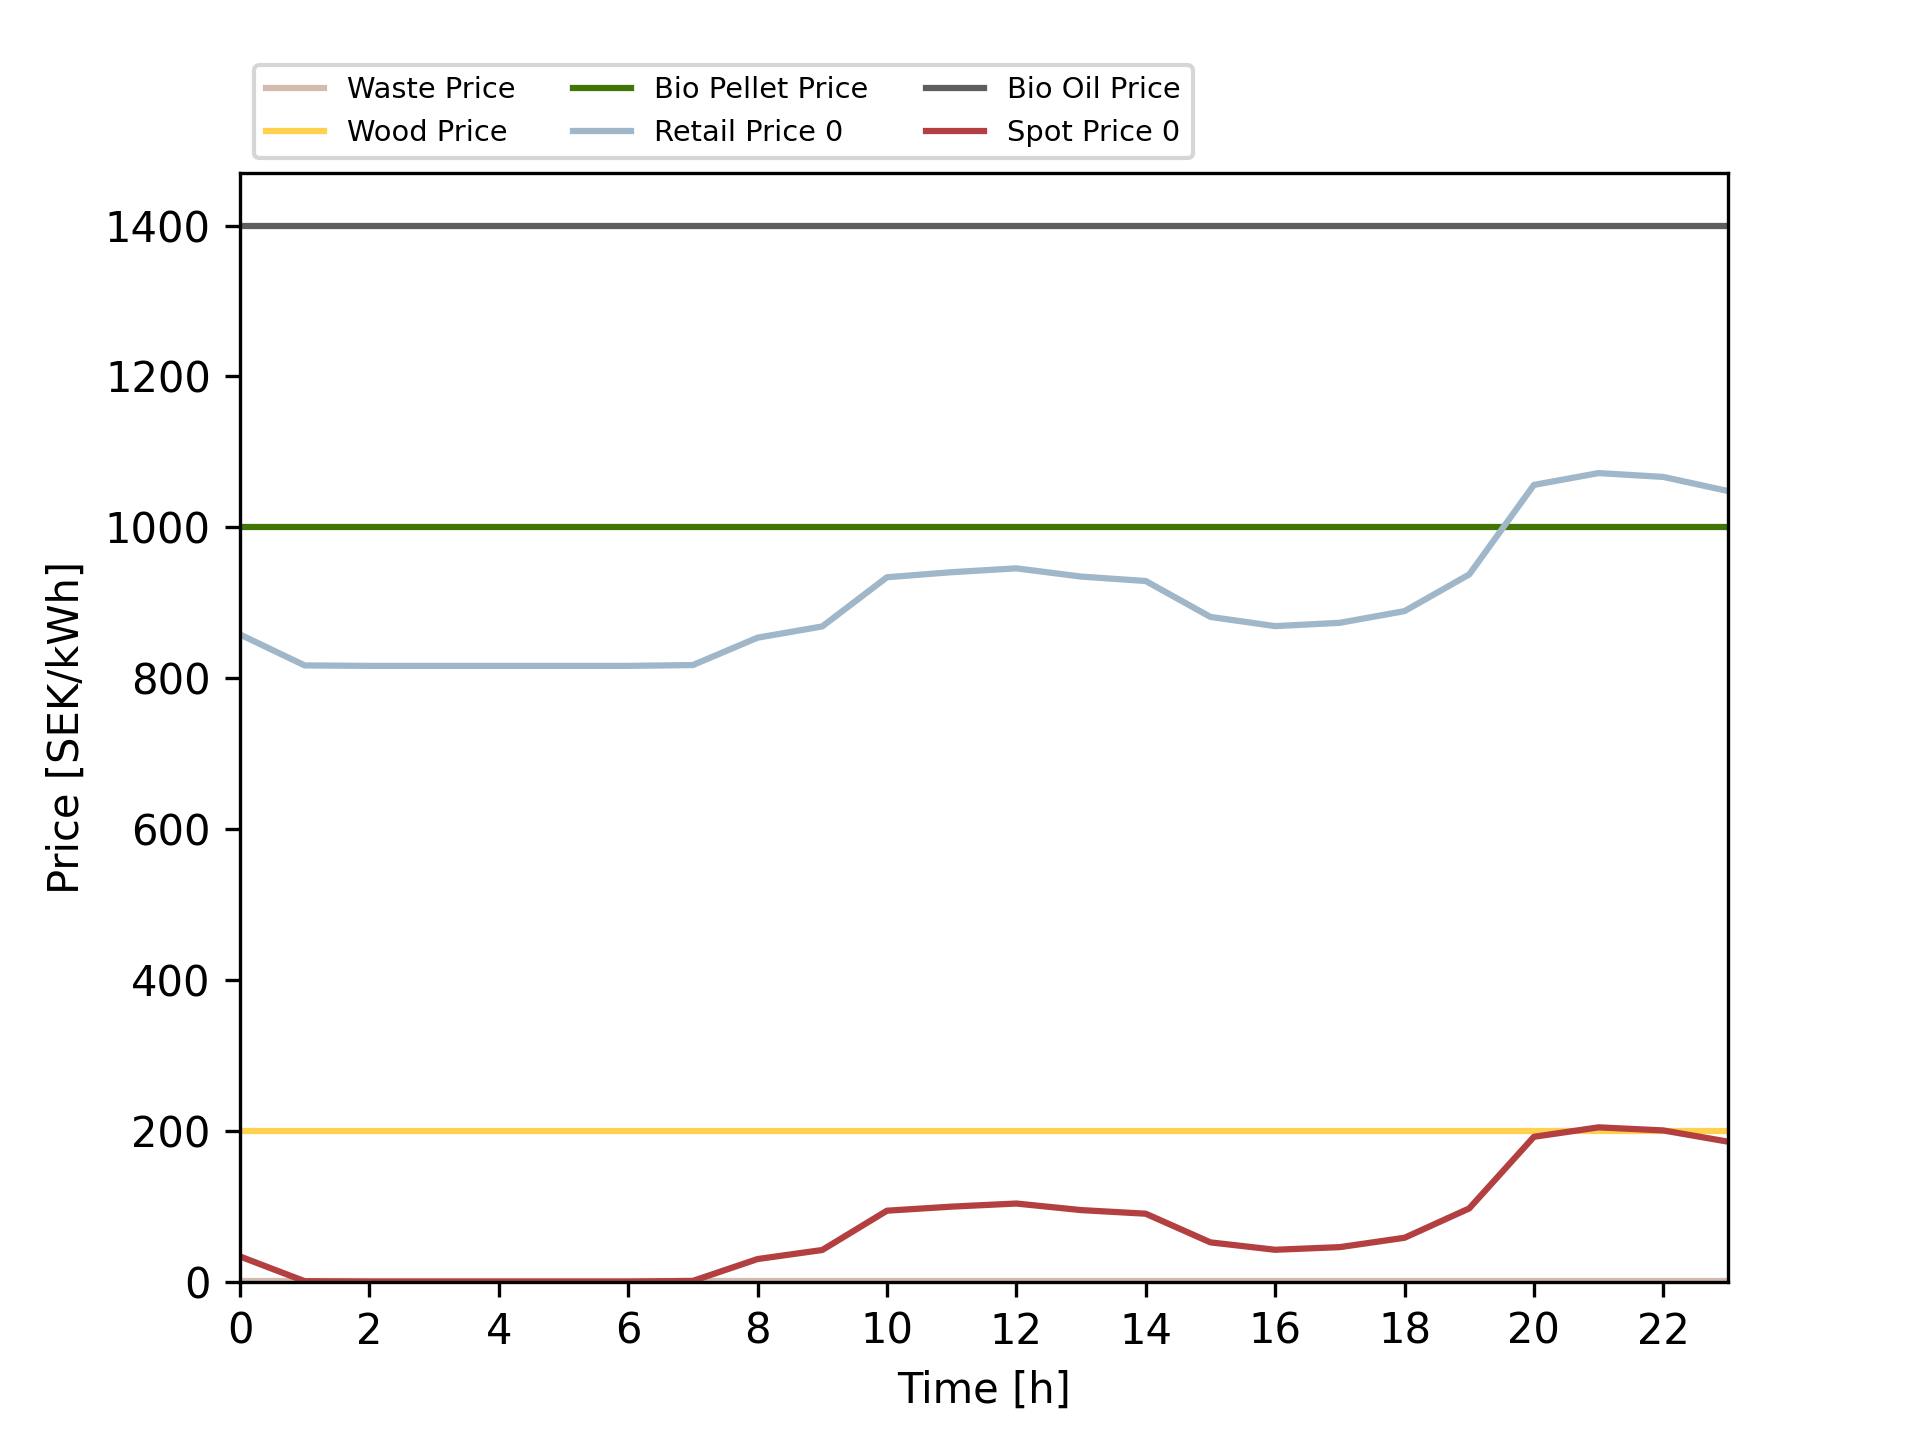 Waste Price Bio Pellet Price Bio Oil Price
Wood Price Retail Price 0 Spot Price 0
1400
1200
1000
800
600
400
200
0
Price [SEK/kWh]
0 2 4 6 8 10 12 14 16 18 20 22
Time [h]